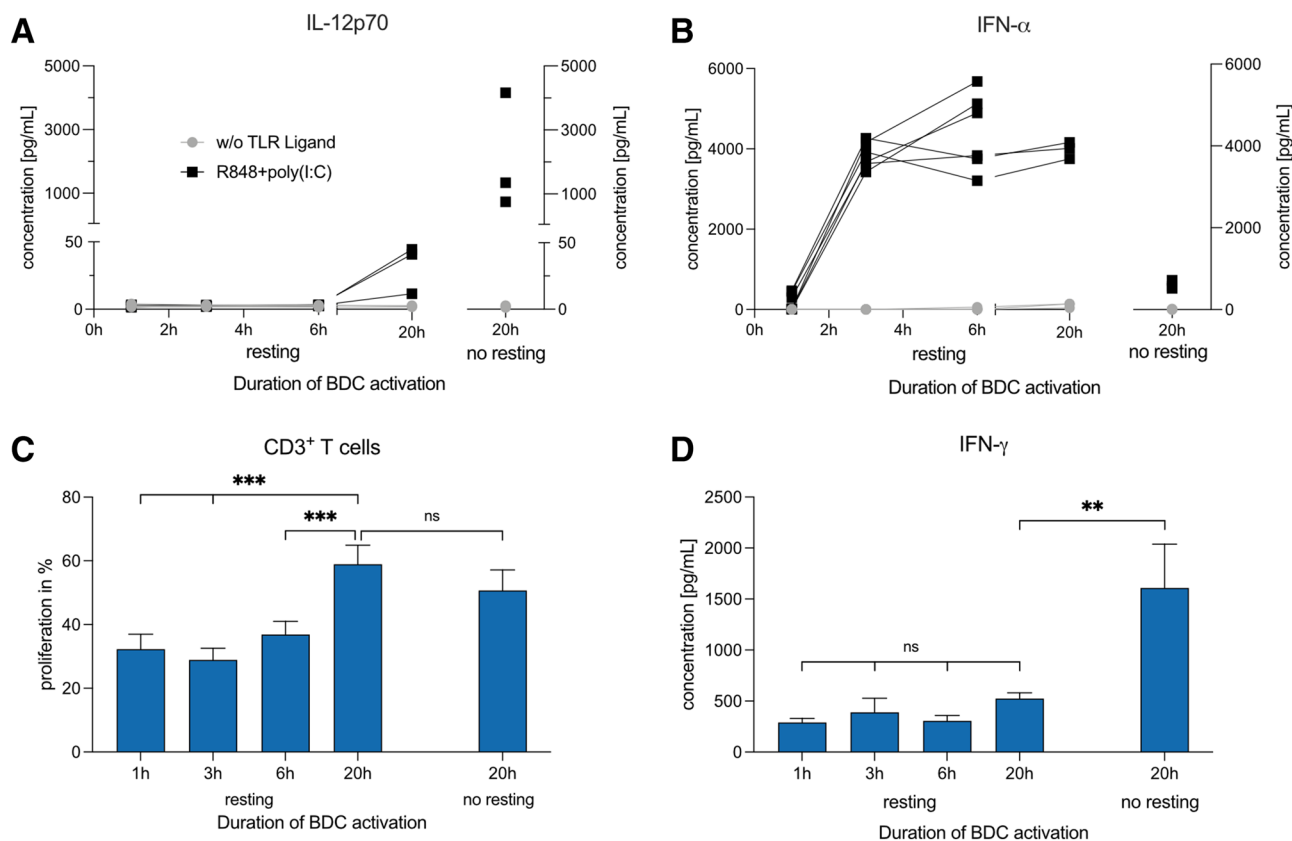 A
IL-12p70
5000
3000
1000
50
0
concentration [pg/mL]
w/o TLR Ligand
R848+poly(I:C)
5000
3000
1000
50
0
concentration [pg/mL]
0h 2h 4h 6h 20h 20h
resting no resting
Duration of BDC activation
B
IFN-α
6000
4000
2000
0
concentration [pg/mL]
6000
4000
2000
0
concentration [pg/mL]
0h 2h 4h 6h 20h 20h
resting no resting
Duration of BDC activation
C
CD3+ T cells
*** 
*** ns
80
60
40
20
0
proliferation in %
1h 3h 6h 20h 20h
resting no resting
Duration of BDC activation
D
IFN-γ
**
ns
2500
2000
1500
1000
500
0
concentration [pg/mL]
1h 3h 6h 20h 20h
resting no resting
Duration of BDC activation